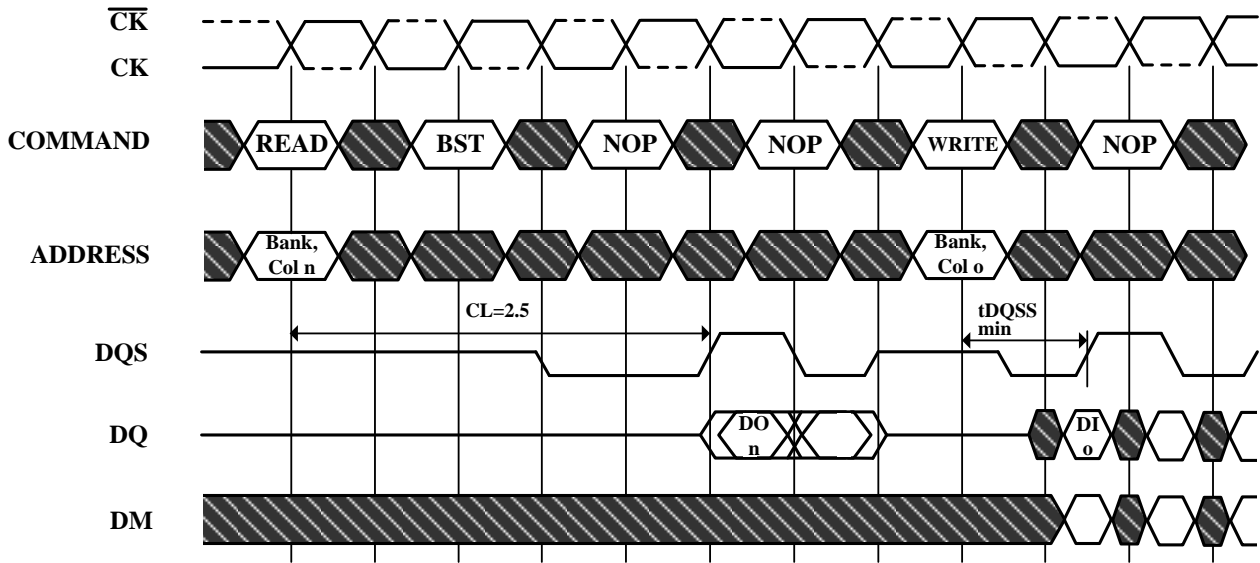 CK
CK
COMMAND
READ
BST
NOP
NOP
WRITE
NOP
ADDRESS
Bank,
Col n
Bank,
Col o
CL=2.5
tDQSS
min
DQS
DQ
DO
n
DI
o
DM